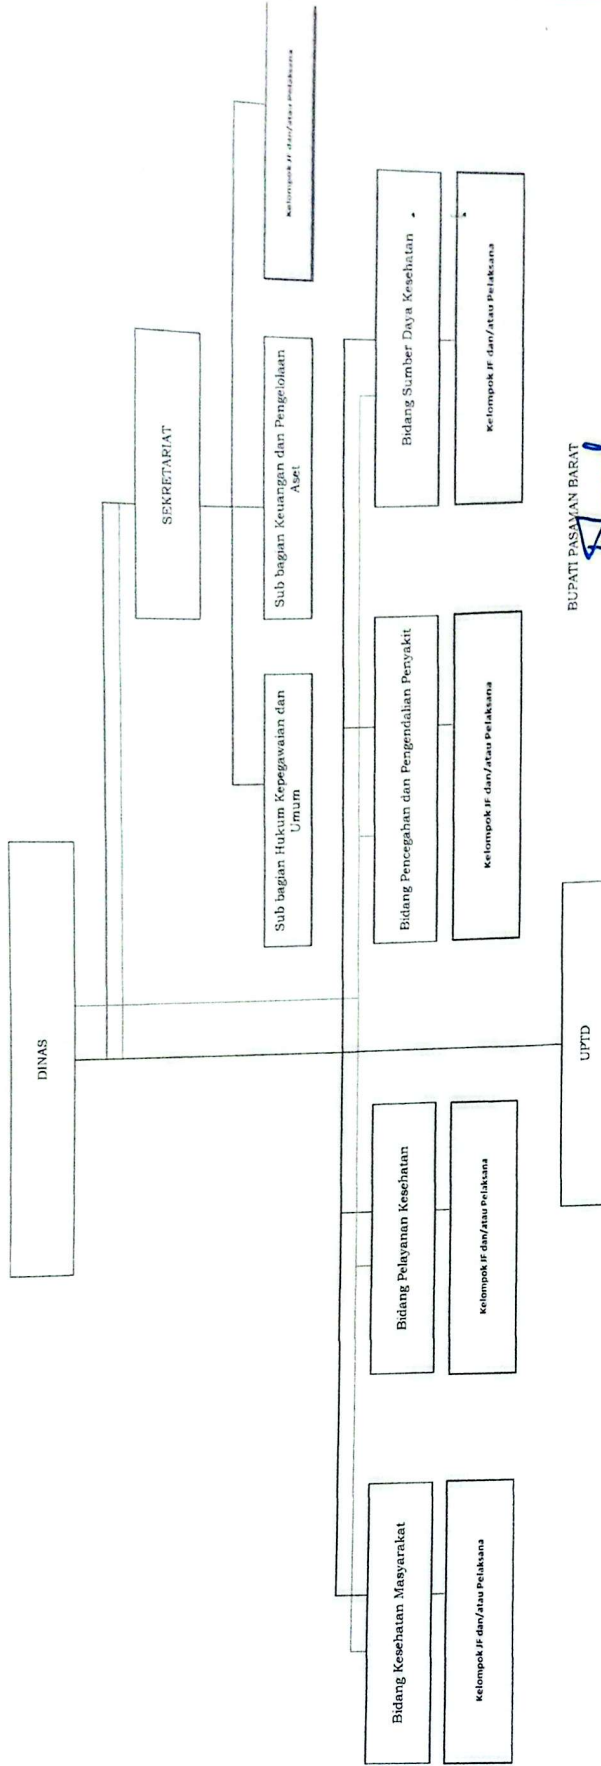 DINAS
SEKRETARIAT
Sub bagian Hukum Kepegawaian dan
Umum
Sub bagian Keuangan dan Pengelolaan
Aset
Kelompok JF dan/atau Pelaksana
Bidang Kesehatan Masyarakat
Bidang Pelayanan Kesehatan
Bidang Pencegahan dan Pengendalian Penyakit
Bidang Sumber Daya Kesehatan
Kelompok JF dan/atau Pelaksana
Kelompok JF dan/atau Pelaksana
Kelompok JF dan/atau Pelaksana
Kelompok JF dan/atau Pelaksana
UPTD
BUPATI PASAMAN BARAT